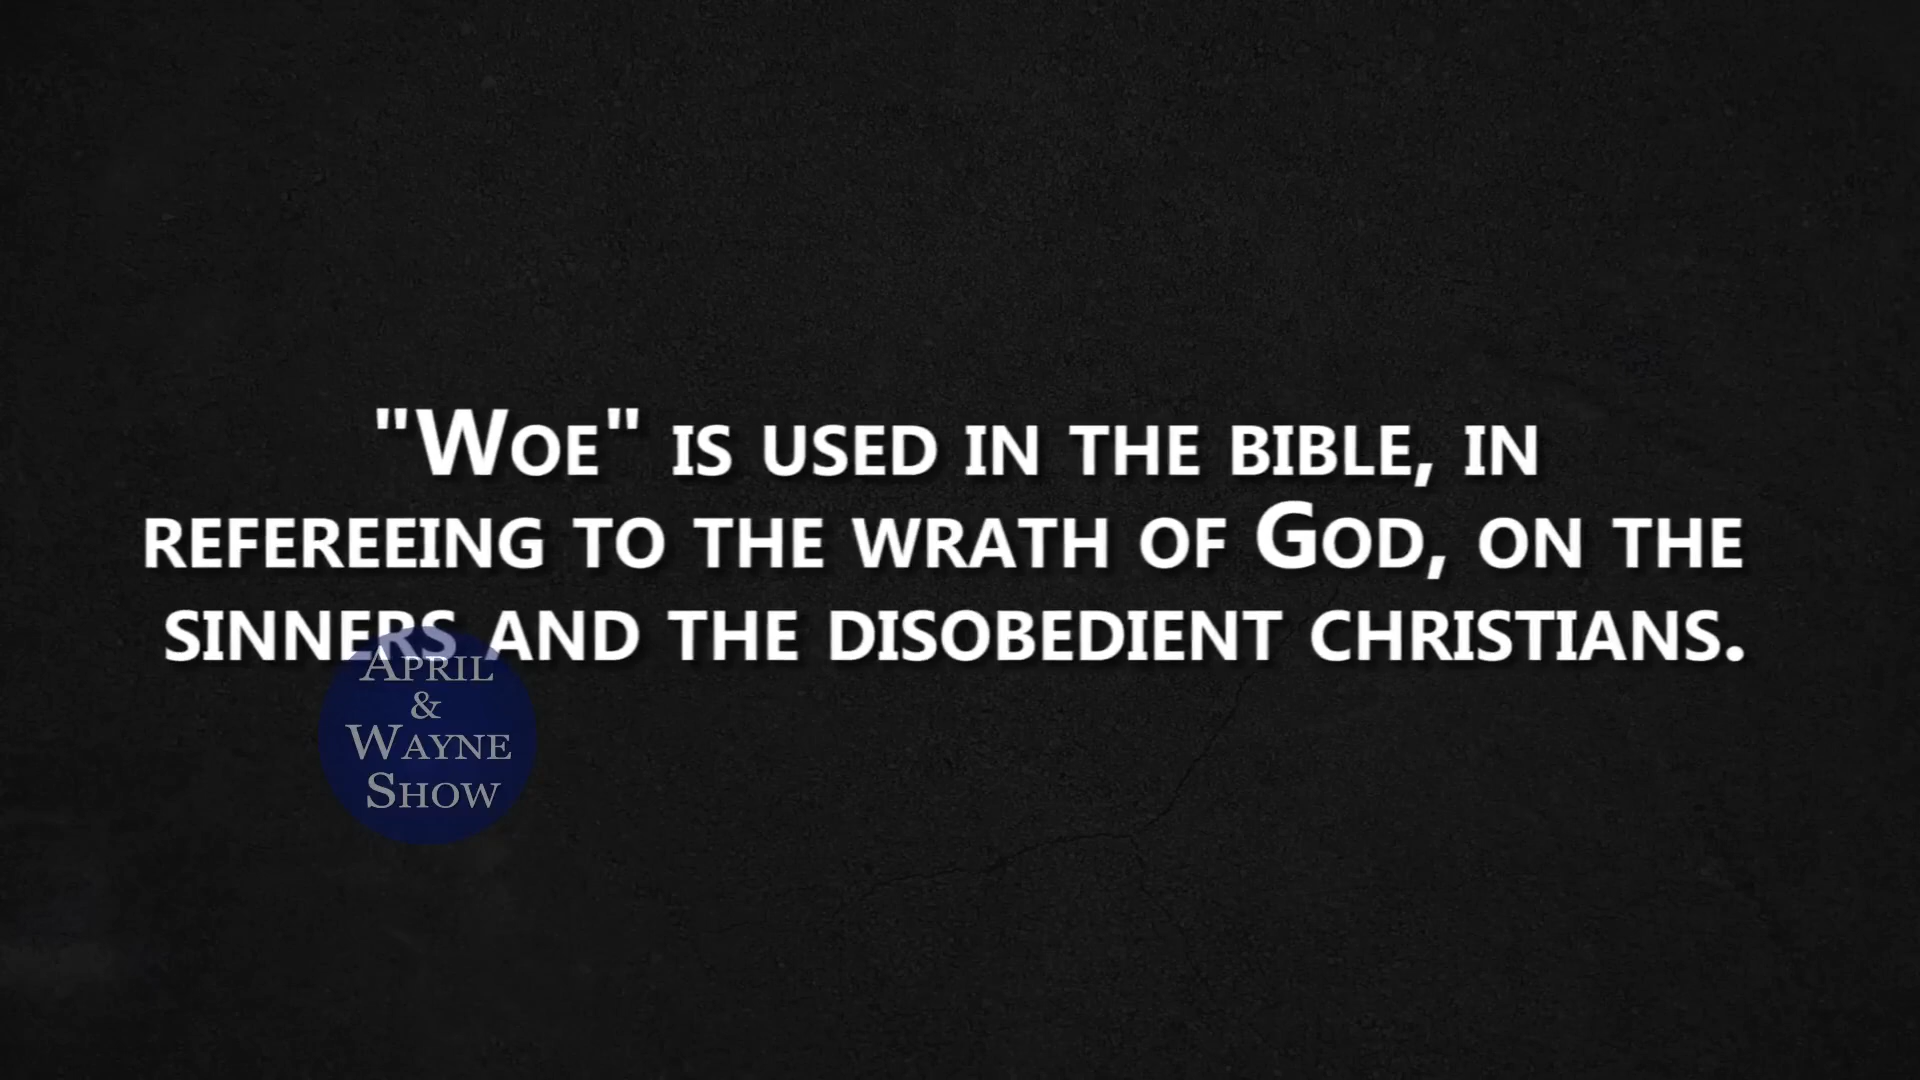 "Woe" is used in the bible, in
refereeing to the wrath of God, on the
sinners and the disobedient christians.
April
&
Wayne
Show